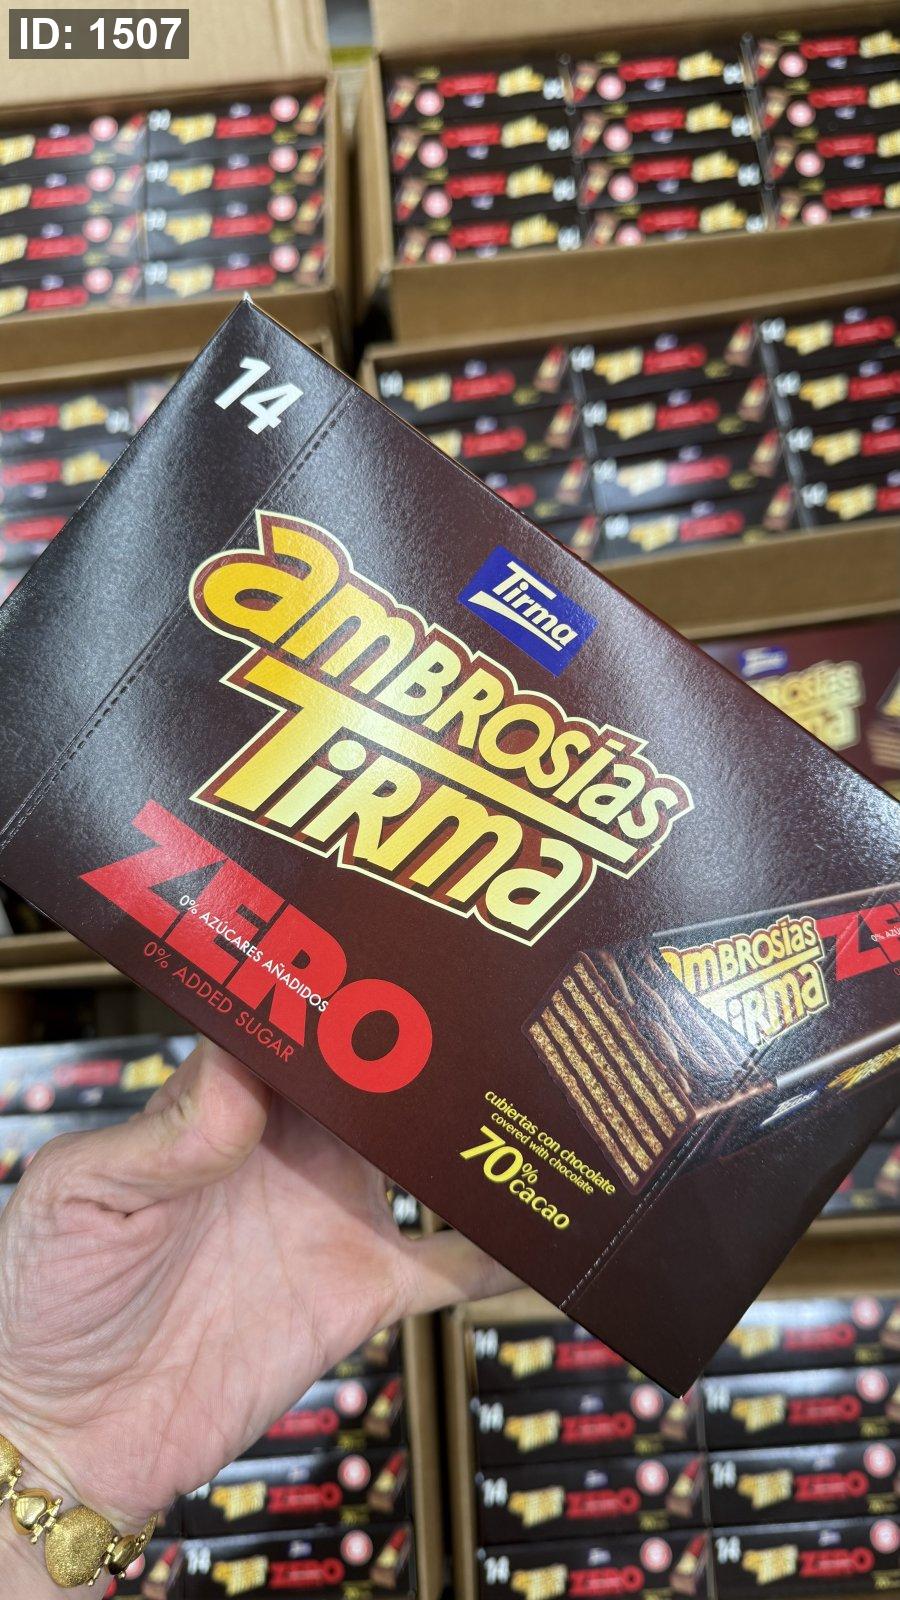 ID: 1507
14
Tirma
amBROSías
TiRma
ZERO
0% AZÚCARES AÑADIDOS
0% ADDED SUGAR
amBROSías
TiRma
cubiertas con chocolate
covered with chocolate
70% cacao